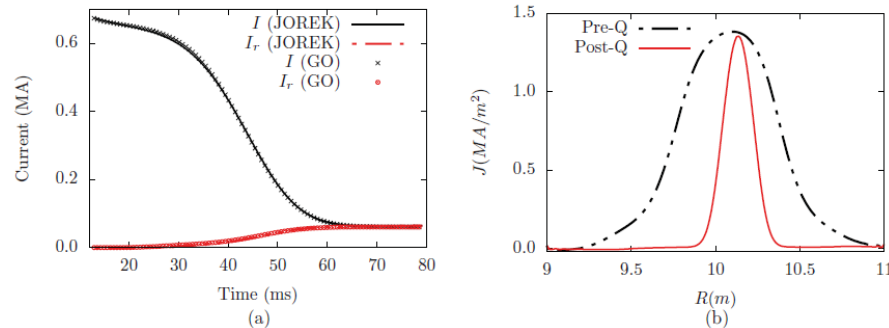 I (JOREK)
I_r (JOREK)
I (GO)
I_r (GO)
Current (MA)
0.6
0.4
0.2
0.0
20 30 40 50 60 70 80
Time (ms)
(a)
Pre-Q
Post-Q
J(MA/m²)
1.5
1.0
0.5
0.0
9 9.5 10 10.5 11
R(m)
(b)